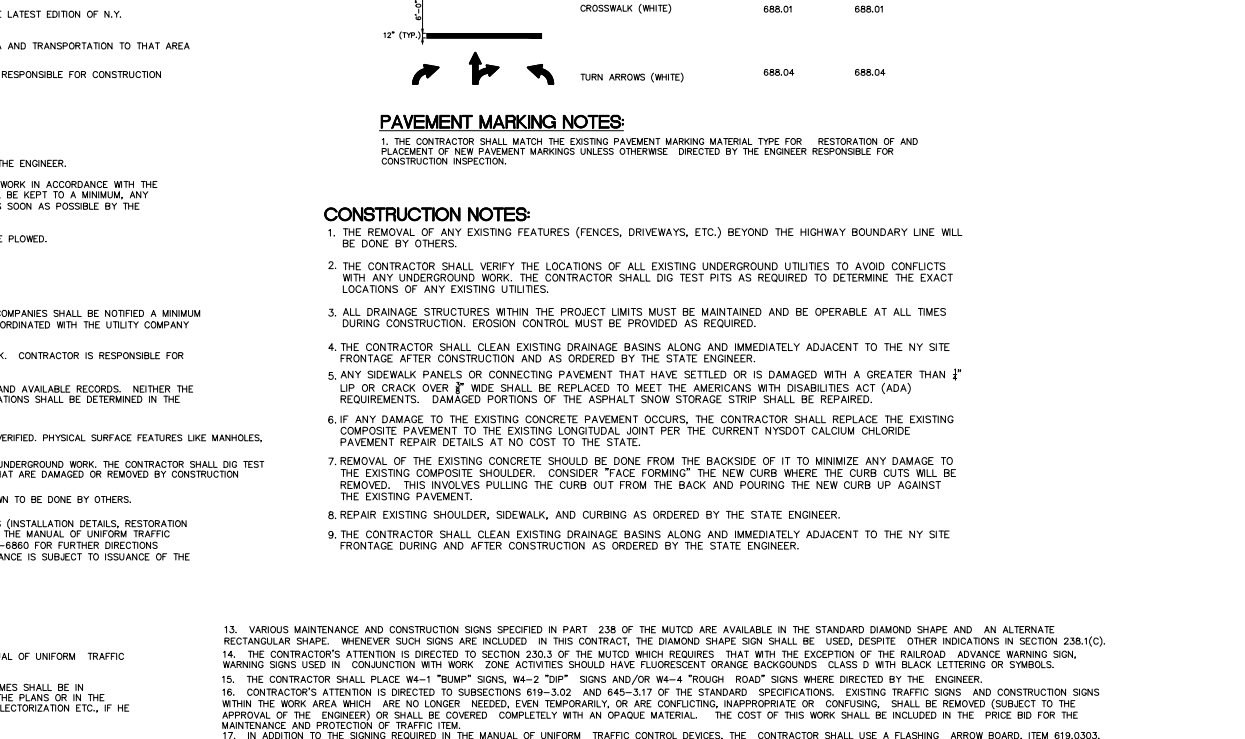 LATEST EDITION OF N.Y.
AND TRANSPORTATION TO THAT AREA
RESPONSIBLE FOR CONSTRUCTION
THE ENGINEER.
WORK IN ACCORDANCE WITH THE
BE KEPT TO A MINIMUM, ANY
SOON AS POSSIBLE BY THE
PLOWED.
COMPANIES SHALL BE NOTIFIED A MINIMUM
ORDINATED WITH THE UTILITY COMPANY
K.  CONTRACTOR IS RESPONSIBLE FOR
AND AVAILABLE RECORDS.  NEITHER THE
ATIONS SHALL BE DETERMINED IN THE
VERIFIED. PHYSICAL SURFACE FEATURES LIKE MANHOLES,
UNDERGROUND WORK. THE CONTRACTOR SHALL DIG TEST
HAT ARE DAMAGED OR REMOVED BY CONSTRUCTION
WN TO BE DONE BY OTHERS.
(INSTALLATION DETAILS, RESTORATION
THE MANUAL OF UNIFORM TRAFFIC
-6860 FOR FURTHER DIRECTIONS
ANCE IS SUBJECT TO ISSUANCE OF THE
UAL OF UNIFORM  TRAFFIC
MES SHALL BE IN
THE PLANS OR IN THE
LECTORIZATION ETC., IF HE
6'-0"
12" (TYP.)
CROSSWALK (WHITE) 688.01 688.01
TURN ARROWS (WHITE) 688.04 688.04
PAVEMENT MARKING NOTES:
1. THE CONTRACTOR SHALL MATCH THE EXISTING PAVEMENT MARKING MATERIAL TYPE FOR   RESTORATION OF AND
PLACEMENT OF NEW PAVEMENT MARKINGS UNLESS OTHERWISE  DIRECTED BY THE ENGINEER RESPONSIBLE FOR
CONSTRUCTION INSPECTION.
CONSTRUCTION NOTES:
1. THE REMOVAL OF ANY EXISTING FEATURES (FENCES, DRIVEWAYS, ETC.) BEYOND THE HIGHWAY BOUNDARY LINE WILL
BE DONE BY OTHERS.
2. THE CONTRACTOR SHALL VERIFY THE LOCATIONS OF ALL EXISTING UNDERGROUND UTILITIES TO AVOID CONFLICTS
WITH ANY UNDERGROUND WORK. THE CONTRACTOR SHALL DIG TEST PITS AS REQUIRED TO DETERMINE THE EXACT
LOCATIONS OF ANY EXISTING UTILITIES.
3. ALL DRAINAGE STRUCTURES WITHIN THE PROJECT LIMITS MUST BE MAINTAINED AND BE OPERABLE AT ALL TIMES
DURING CONSTRUCTION. EROSION CONTROL MUST BE PROVIDED AS REQUIRED.
4. THE CONTRACTOR SHALL CLEAN EXISTING DRAINAGE BASINS ALONG AND IMMEDIATELY ADJACENT TO THE NY SITE
FRONTAGE AFTER CONSTRUCTION AND AS ORDERED BY THE STATE ENGINEER.
5. ANY SIDEWALK PANELS OR CONNECTING PAVEMENT THAT HAVE SETTLED OR IS DAMAGED WITH A GREATER THAN
LIP OR CRACK OVER WIDE SHALL BE REPLACED TO MEET THE AMERICANS WITH DISABILITIES ACT (ADA)
REQUIREMENTS.  DAMAGED PORTIONS OF THE ASPHALT SNOW STORAGE STRIP SHALL BE REPAIRED.
6. IF ANY DAMAGE TO THE EXISTING CONCRETE PAVEMENT OCCURS, THE CONTRACTOR SHALL REPLACE THE EXISTING
COMPOSITE PAVEMENT TO THE EXISTING LONGITUDAL JOINT PER THE CURRENT NYSDOT CALCIUM CHLORIDE
PAVEMENT REPAIR DETAILS AT NO COST TO THE STATE.
7. REMOVAL OF THE EXISTING CONCRETE SHOULD BE DONE FROM THE BACKSIDE OF IT TO MINIMIZE ANY DAMAGE TO
THE EXISTING COMPOSITE SHOULDER.  CONSIDER "FACE FORMING" THE NEW CURB WHERE THE CURB CUTS WILL BE
REMOVED.  THIS INVOLVES PULLING THE CURB OUT FROM THE BACK AND POURING THE NEW CURB UP AGAINST
THE EXISTING PAVEMENT.
8. REPAIR EXISTING SHOULDER, SIDEWALK, AND CURBING AS ORDERED BY THE STATE ENGINEER.
9. THE CONTRACTOR SHALL CLEAN EXISTING DRAINAGE BASINS ALONG AND IMMEDIATELY ADJACENT TO THE NY SITE
FRONTAGE DURING AND AFTER CONSTRUCTION AS ORDERED BY THE STATE ENGINEER.
13.  VARIOUS MAINTENANCE AND CONSTRUCTION SIGNS SPECIFIED IN PART  238 OF THE MUTCD ARE AVAILABLE IN THE STANDARD DIAMOND SHAPE AND  AN ALTERNATE
RECTANGULAR SHAPE.  WHENEVER SUCH SIGNS ARE INCLUDED  IN THIS CONTRACT, THE DIAMOND SHAPE SIGN SHALL BE  USED, DESPITE  OTHER INDICATIONS IN SECTION 238.1(C).
14.  THE CONTRACTOR'S ATTENTION IS DIRECTED TO SECTION 230.3 OF THE MUTCD WHICH REQUIRES  THAT WITH THE EXCEPTION OF THE RAILROAD  ADVANCE WARNING SIGN,
WARNING SIGNS USED IN  CONJUNCTION WITH WORK  ZONE ACTIVITIES SHOULD HAVE FLUORESCENT ORANGE BACKGOUNDS  CLASS D WITH BLACK LETTERING OR SYMBOLS.
15.  THE CONTRACTOR SHALL PLACE W4-1 "BUMP" SIGNS, W4-2 "DIP"  SIGNS AND/OR W4-4 "ROUGH  ROAD" SIGNS WHERE DIRECTED BY THE  ENGINEER.
16.  CONTRACTOR'S ATTENTION IS DIRECTED TO SUBSECTIONS 619-3.02  AND 645-3.17 OF THE STANDARD  SPECIFICATIONS.  EXISTING TRAFFIC SIGNS  AND CONSTRUCTION SIGNS
WITHIN THE WORK AREA WHICH  ARE NO LONGER  NEEDED, EVEN TEMPORARILY, OR ARE CONFLICTING, INAPPROPRIATE OR  CONFUSING,  SHALL BE REMOVED (SUBJECT TO THE
APPROVAL OF THE  ENGINEER) OR SHALL BE COVERED  COMPLETELY WITH AN OPAQUE MATERIAL.   THE COST OF THIS WORK SHALL BE INCLUDED IN THE  PRICE BID FOR THE
MAINTENANCE AND PROTECTION OF TRAFFIC ITEM.
17.  IN ADDITION TO THE SIGNING REQUIRED IN THE MANUAL OF UNIFORM  TRAFFIC CONTROL DEVICES, THE  CONTRACTOR SHALL USE A FLASHING  ARROW BOARD, ITEM 619.0303,